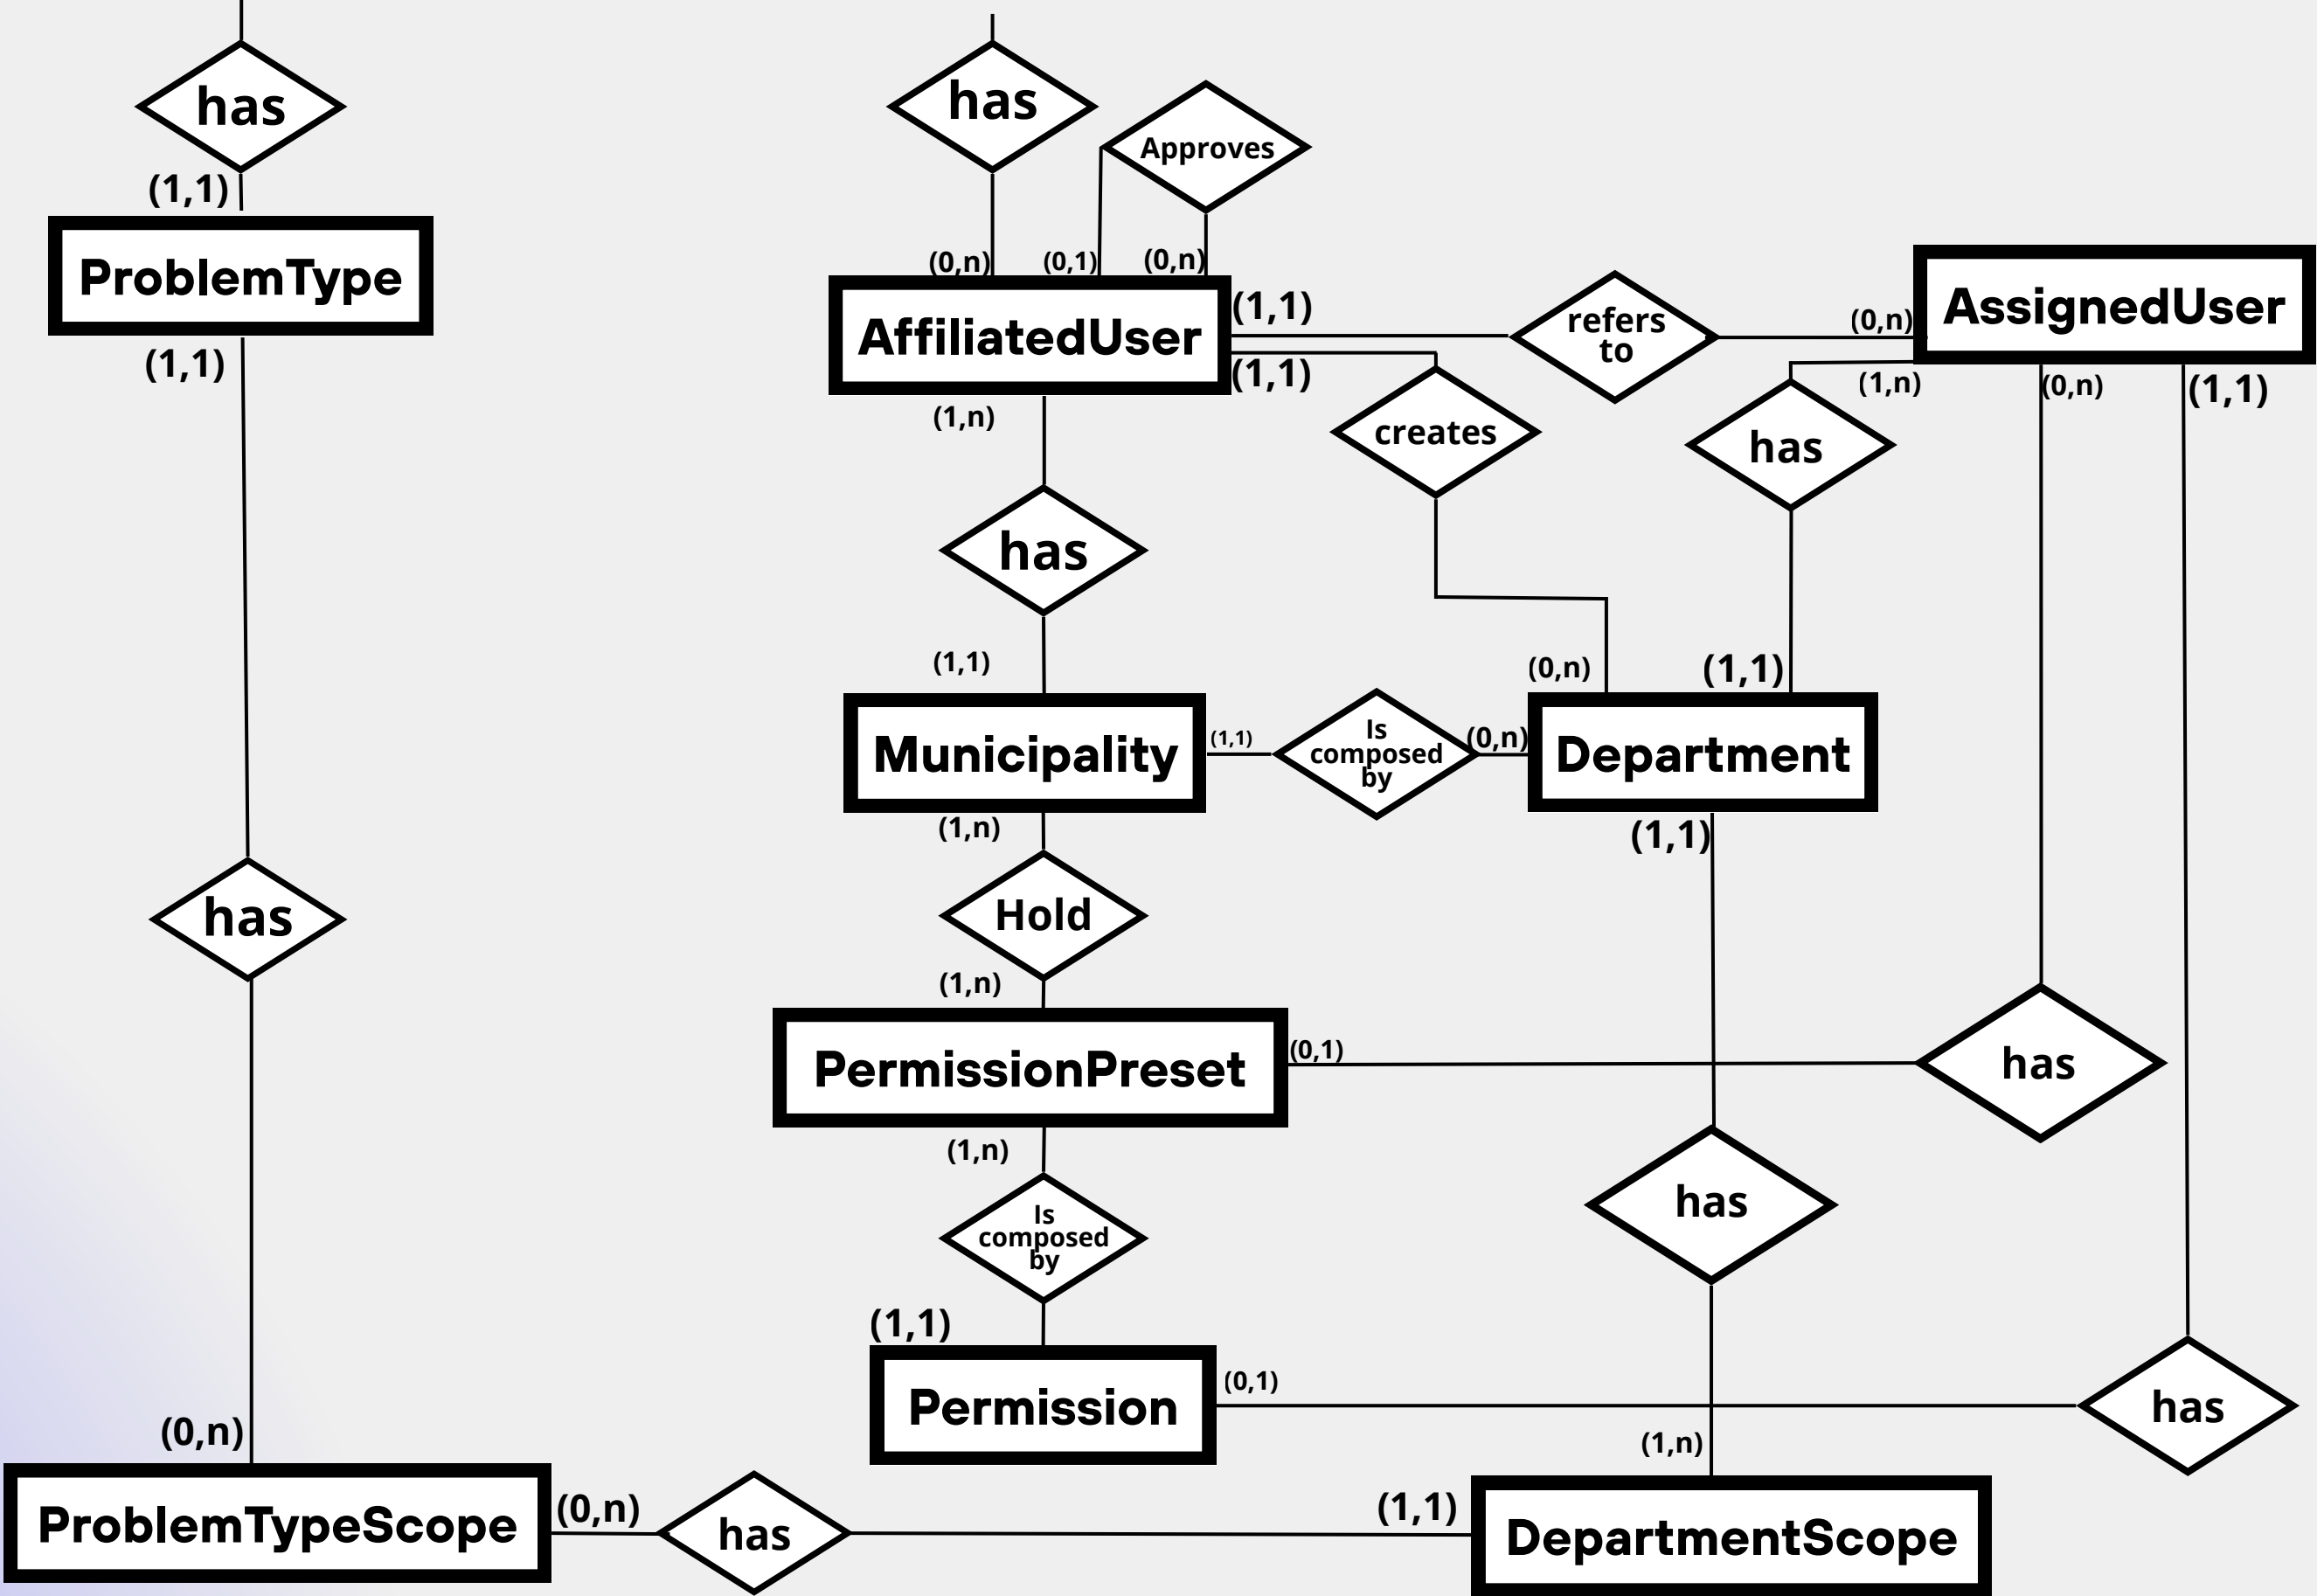 has
has
Approves
(1,1)
(0,n)
(0,1)
(0,n)
ProblemType
AffiliatedUser
AssignedUser
(1,1)
refers
to
(0,n)
(1,1)
(1,1)
(1,n)
creates
has
(1,n)
(0,n)
(1,1)
has
(1,1)
(0,n)
(1,1)
Municipality
(1,1)
Is
composed
by
(0,n)
Department
(1,n)
(1,1)
has
Hold
(1,n)
PermissionPreset
(0,1)
has
(1,n)
has
Is
composed
by
(1,1)
Permission
(0,1)
has
(0,n)
(1,n)
ProblemTypeScope
(0,n)
has
(1,1)
DepartmentScope